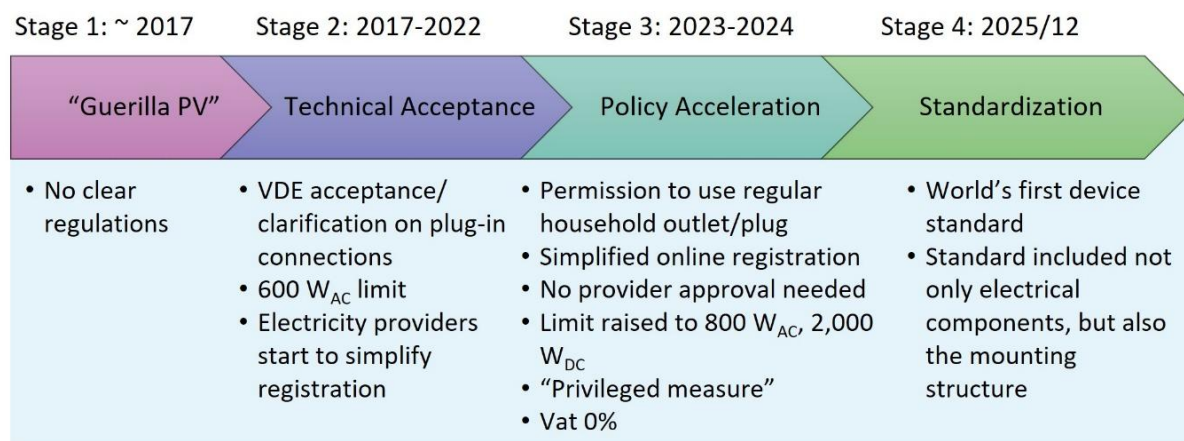 Stage 1: ~ 2017
Stage 2: 2017-2022
Stage 3: 2023-2024
Stage 4: 2025/12
“Guerilla PV”
Technical Acceptance
Policy Acceleration
Standardization
• No clear
regulations
• VDE acceptance/
clarification on plug-in
connections
• 600 W_AC limit
• Electricity providers
start to simplify
registration
• Permission to use regular
household outlet/plug
• Simplified online registration
• No provider approval needed
• Limit raised to 800 W_AC, 2,000
W_DC
• “Privileged measure”
• Vat 0%
• World’s first device
standard
• Standard included not
only electrical
components, but also
the mounting
structure